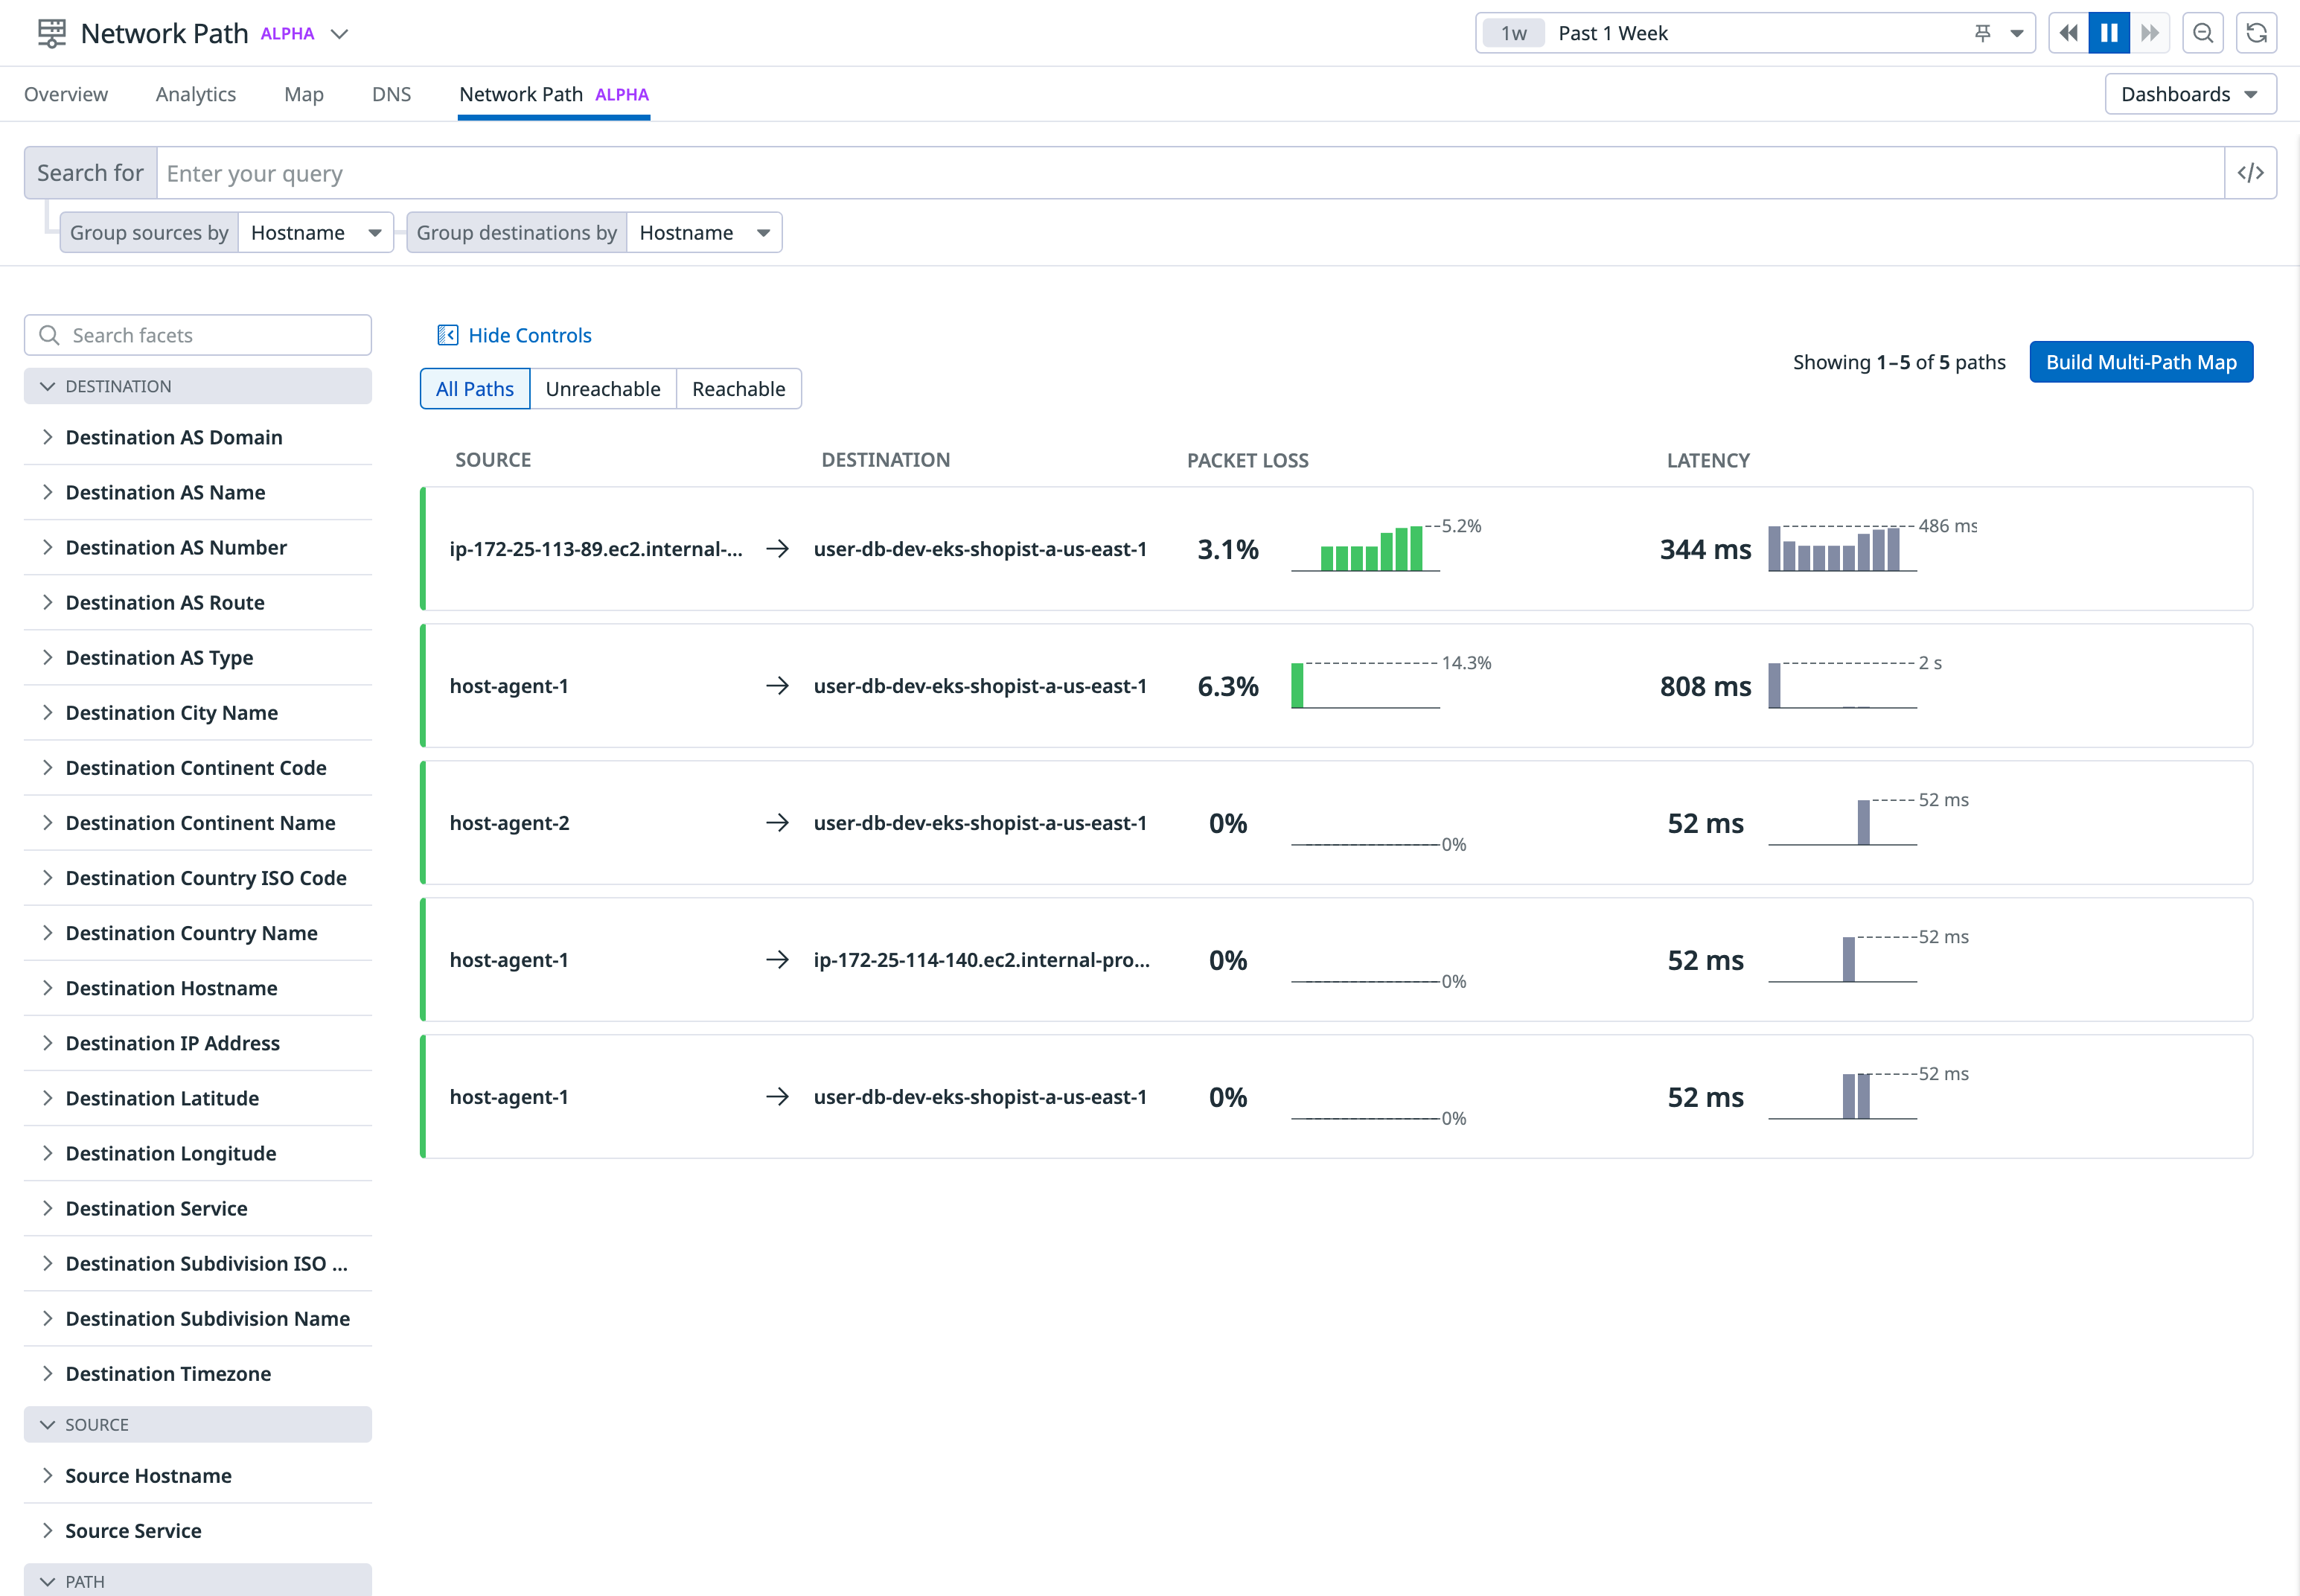 Network Path ALPHA
1w Past 1 Week
Overview Analytics Map DNS Network Path ALPHA
Dashboards
Search for Enter your query
Group sources by Hostname Group destinations by Hostname
Search facets
DESTINATION
Destination AS Domain
Destination AS Name
Destination AS Number
Destination AS Route
Destination AS Type
Destination City Name
Destination Continent Code
Destination Continent Name
Destination Country ISO Code
Destination Country Name
Destination Hostname
Destination IP Address
Destination Latitude
Destination Longitude
Destination Service
Destination Subdivision ISO ...
Destination Subdivision Name
Destination Timezone
SOURCE
Source Hostname
Source Service
PATH
Hide Controls
All Paths Unreachable Reachable
Showing 1–5 of 5 paths
Build Multi-Path Map
SOURCE DESTINATION PACKET LOSS LATENCY
ip-172-25-113-89.ec2.internal-... → user-db-dev-eks-shopist-a-us-east-1 3.1% 5.2% 344 ms 486 ms
host-agent-1 → user-db-dev-eks-shopist-a-us-east-1 6.3% 14.3% 808 ms 2 s
host-agent-2 → user-db-dev-eks-shopist-a-us-east-1 0% 0% 52 ms 52 ms
host-agent-1 → ip-172-25-114-140.ec2.internal-pro... 0% 0% 52 ms 52 ms
host-agent-1 → user-db-dev-eks-shopist-a-us-east-1 0% 0% 52 ms 52 ms